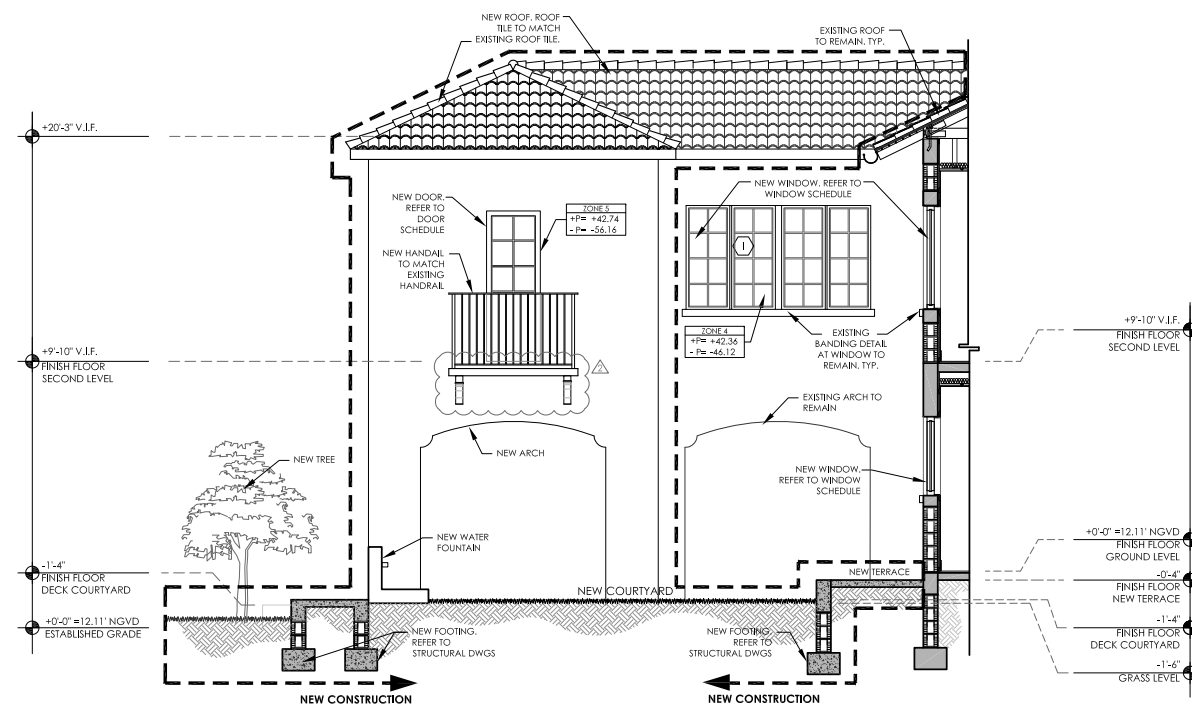 NEW ROOF, ROOF
TILE TO MATCH
EXISTING ROOF TILE.
EXISTING ROOF
TO REMAIN, TYP.
+20'-3" V.I.F.
NEW DOOR,
REFER TO
DOOR
SCHEDULE
ZONE 5
+P= +42.74
- P= -56.16
NEW WINDOW, REFER TO
WINDOW SCHEDULE
I
NEW HANDAIL
TO MATCH
EXISTING
HANDRAIL
ZONE 4
+P= +42.36
- P= -46.12
EXISTING
BANDING DETAIL
AT WINDOW TO
REMAIN, TYP.
+9'-10" V.I.F.
FINISH FLOOR
SECOND LEVEL
+9'-10" V.I.F.
FINISH FLOOR
SECOND LEVEL
2
EXISTING ARCH TO
REMAIN
NEW ARCH
NEW TREE
NEW WINDOW,
REFER TO WINDOW
SCHEDULE
NEW WATER
FOUNTAIN
+0'-0" =12.11' NGVD
FINISH FLOOR
GROUND LEVEL
-1'-4"
FINISH FLOOR
DECK COURTYARD
NEW TERRACE
-0'-4"
FINISH FLOOR
NEW TERRACE
NEW COURTYARD
+0'-0" =12.11' NGVD
ESTABLISHED GRADE
NEW FOOTING,
REFER TO
STRUCTURAL DWGS
NEW FOOTING,
REFER TO
STRUCTURAL DWGS
-1'-4"
FINISH FLOOR
DECK COURTYARD
-1'-6"
GRASS LEVEL
NEW CONSTRUCTION
NEW CONSTRUCTION